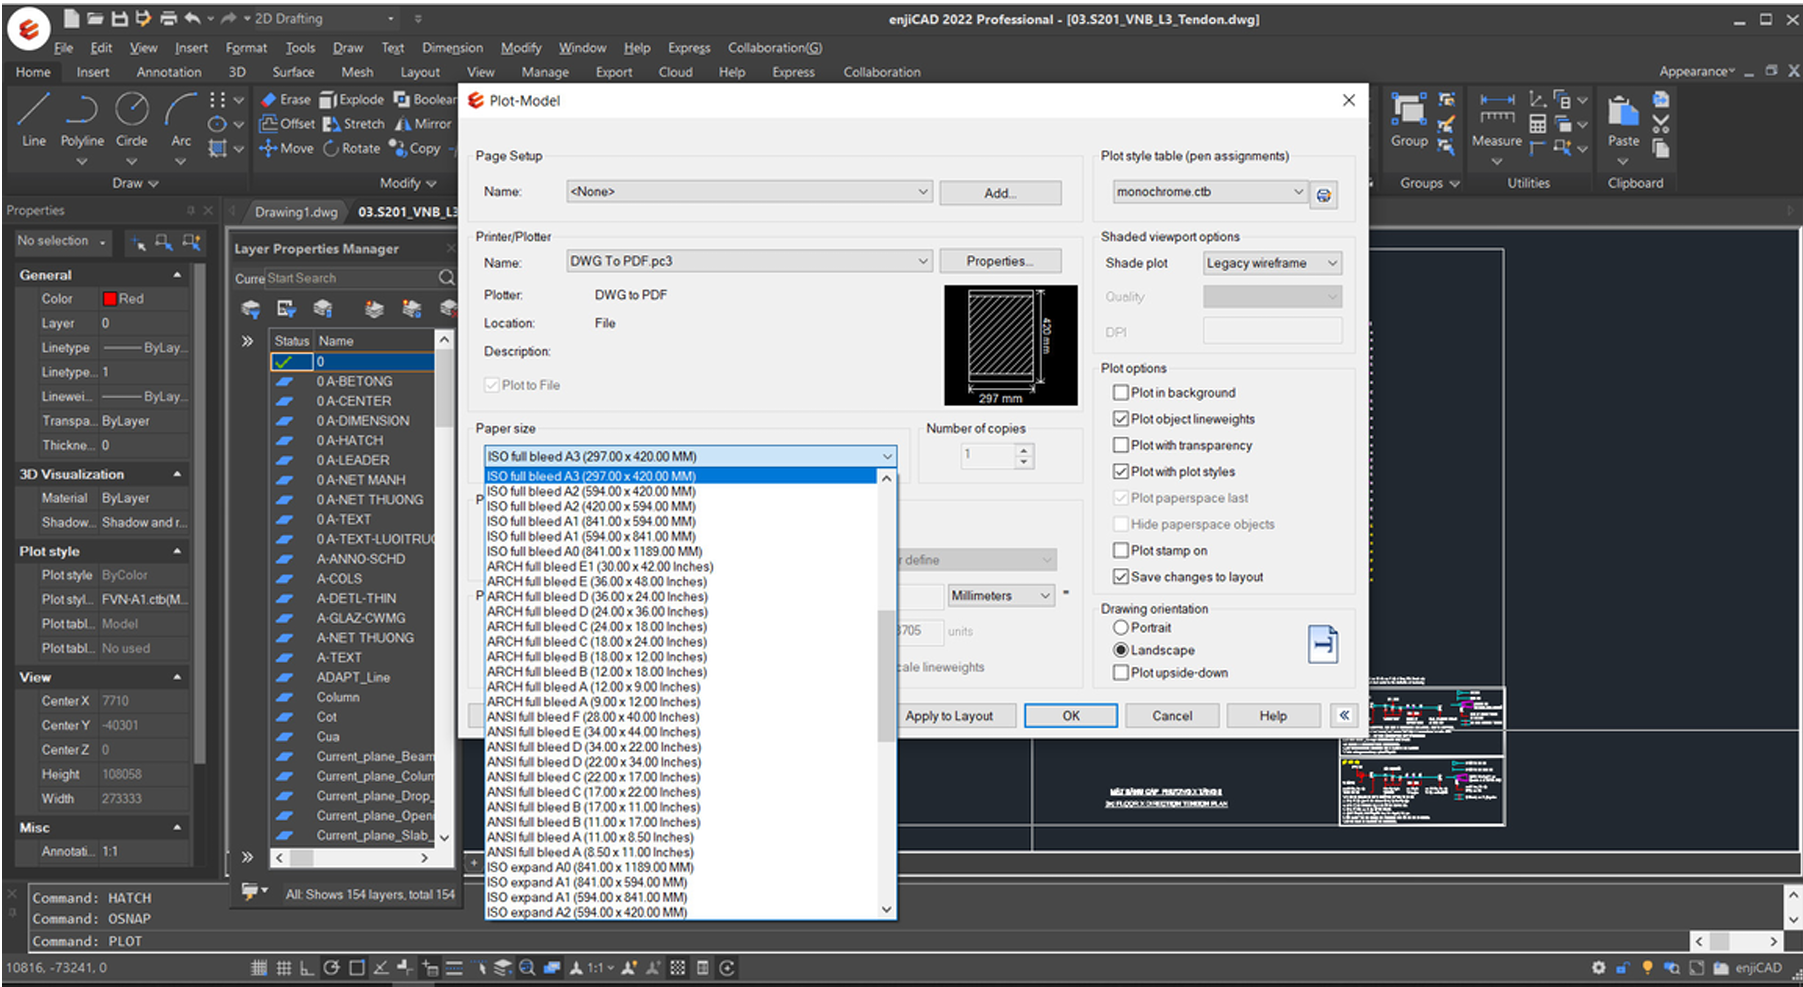 2D Drafting
enjiCAD 2022 Professional - [03.S201_VNB_L3_Tendon.dwg]
File Edit View Insert Format Tools Draw Text Dimension Modify Window Help Express Collaboration(G)
Home Insert Annotation 3D Surface Mesh Layout View Manage Export Cloud Help Express Collaboration Appearance
Line Polyline Circle Arc
Draw
Erase Explode Boolear
Offset Stretch Mirror
Move Rotate Copy
Modify
Group
Groups
Measure
Utilities
Paste
Clipboard
Properties
No selection
General
Color Red
Layer 0
Linetype ByLay...
Linetype... 1
Linewei... ByLay...
Transpa... ByLayer
Thickne... 0
3D Visualization
Material ByLayer
Shadow... Shadow and r...
Plot style
Plot style ByColor
Plot styl... FVN-A1.ctb(M...
Plot tabl... Model
Plot tabl... No used
View
Center X 7710
Center Y -40301
Center Z 0
Height 108058
Width 273333
Misc
Annotati... 1:1
Drawing1.dwg 03.S201_VNB_L3
Layer Properties Manager
Curre Start Search
Status Name
0
0 A-BETONG
0 A-CENTER
0 A-DIMENSION
0 A-HATCH
0 A-LEADER
0 A-NET MANH
0 A-NET THUONG
0 A-TEXT
0 A-TEXT-LUOITRUC
A-ANNO-SCHD
A-COLS
A-DETL-THIN
A-GLAZ-CWMG
A-NET THUONG
A-TEXT
ADAPT_Line
Column
Cot
Cua
Current_plane_Beam
Current_plane_Colum
Current_plane_Drop_
Current_plane_Openi
Current_plane_Slab_
All: Shows 154 layers, total 154
Plot-Model
Page Setup
Name: <None> Add...
Printer/Plotter
Name: DWG To PDF.pc3 Properties...
Plotter: DWG to PDF
Location: File
Description:
Plot to File
420 mm
297 mm
Paper size
ISO full bleed A3 (297.00 x 420.00 MM)
ISO full bleed A3 (297.00 x 420.00 MM)
ISO full bleed A2 (594.00 x 420.00 MM)
ISO full bleed A2 (420.00 x 594.00 MM)
ISO full bleed A1 (841.00 x 594.00 MM)
ISO full bleed A1 (594.00 x 841.00 MM)
ISO full bleed A0 (841.00 x 1189.00 MM)
ARCH full bleed E1 (30.00 x 42.00 Inches)
ARCH full bleed E (36.00 x 48.00 Inches)
ARCH full bleed D (36.00 x 24.00 Inches)
ARCH full bleed D (24.00 x 36.00 Inches)
ARCH full bleed C (24.00 x 18.00 Inches)
ARCH full bleed C (18.00 x 24.00 Inches)
ARCH full bleed B (18.00 x 12.00 Inches)
ARCH full bleed B (12.00 x 18.00 Inches)
ARCH full bleed A (12.00 x 9.00 Inches)
ARCH full bleed A (9.00 x 12.00 Inches)
ANSI full bleed F (28.00 x 40.00 Inches)
ANSI full bleed E (34.00 x 44.00 Inches)
ANSI full bleed D (34.00 x 22.00 Inches)
ANSI full bleed D (22.00 x 34.00 Inches)
ANSI full bleed C (22.00 x 17.00 Inches)
ANSI full bleed C (17.00 x 22.00 Inches)
ANSI full bleed B (17.00 x 11.00 Inches)
ANSI full bleed B (11.00 x 17.00 Inches)
ANSI full bleed A (11.00 x 8.50 Inches)
ANSI full bleed A (8.50 x 11.00 Inches)
ISO expand A0 (841.00 x 1189.00 MM)
ISO expand A1 (841.00 x 594.00 MM)
ISO expand A1 (594.00 x 841.00 MM)
ISO expand A2 (594.00 x 420.00 MM)
Number of copies
1
P
r define
P
Millimeters =
3705 units
cale lineweights
Plot style table (pen assignments)
monochrome.ctb
Shaded viewport options
Shade plot Legacy wireframe
Quality
DPI
Plot options
Plot in background
Plot object lineweights
Plot with transparency
Plot with plot styles
Plot paperspace last
Hide paperspace objects
Plot stamp on
Save changes to layout
Drawing orientation
Portrait
Landscape
Plot upside-down
Apply to Layout OK Cancel Help
Command: HATCH
Command: OSNAP
Command: PLOT
10816, -73241, 0
1:1
enjiCAD